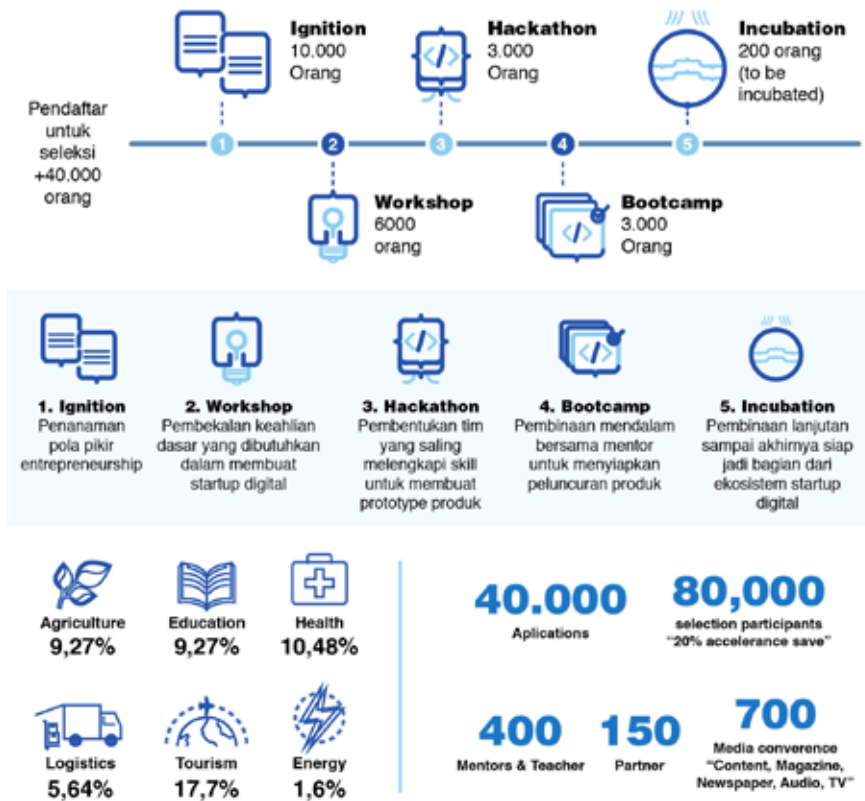 Pendaftar
untuk
seleksi
+40.000
orang
Ignition
10.000
Orang
Hackathon
3.000
Orang
Incubation
200 orang
(to be
incubated)
1
2
3
4
5
Workshop
6000
orang
Bootcamp
3.000
Orang
1. Ignition
Penanaman
pola pikir
entrepreneurship
2. Workshop
Pembekalan keahlian
dasar yang dibutuhkan
dalam membuat
startup digital
3. Hackathon
Pembentukan tim
yang saling
melengkapi skill
untuk membuat
prototype produk
4. Bootcamp
Pembinaan mendalam
bersama mentor
untuk menyiapkan
peluncuran produk
5. Incubation
Pembinaan lanjutan
sampai akhirnya siap
jadi bagian dari
ekosistem startup
digital
Agriculture
9,27%
Education
9,27%
Health
10,48%
Logistics
5,64%
Tourism
17,7%
Energy
1,6%
40.000
Aplications
80,000
selection participants
"20% accelerance save"
400
Mentors & Teacher
150
Partner
700
Media converence
"Content, Magazine,
Newspaper, Audio, TV"